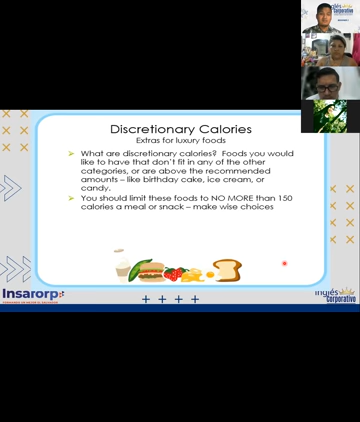 Inglés
Corporativo
Discretionary Calories
Extras for luxury foods
What are discretionary calories? Foods you would
like to have that don't fit in any of the other
categories, or are above the recommended
amounts – like birthday cake, ice cream, or
candy.
You should limit these foods to NO MORE than 150
calories a meal or snack – make wise choices
Insaforp
Inglés
Corporativo